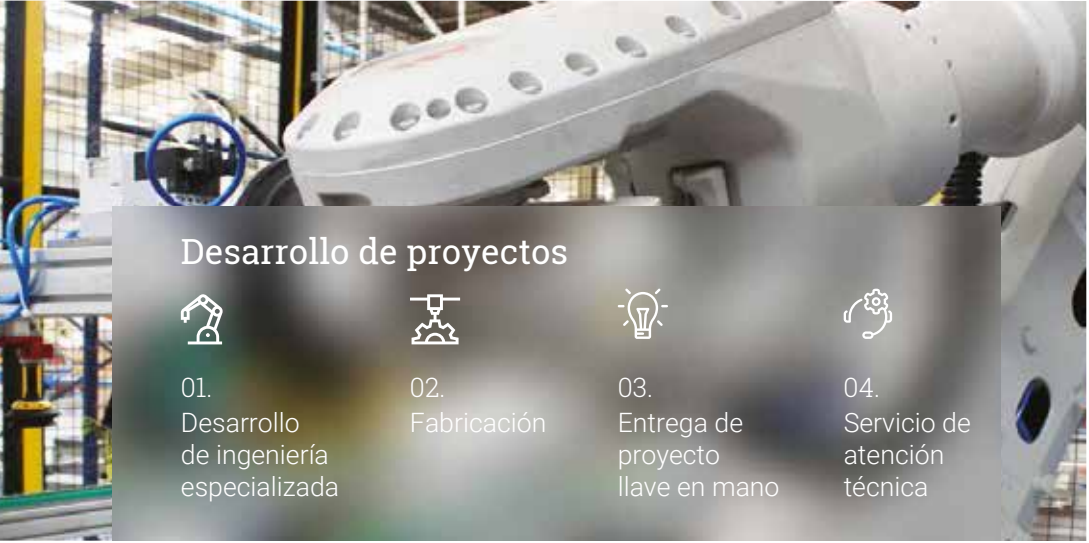 Desarrollo de proyectos
01.
Desarrollo
de ingeniería
especializada
02.
Fabricación
03.
Entrega de
proyecto
llave en mano
04.
Servicio de
atención
técnica